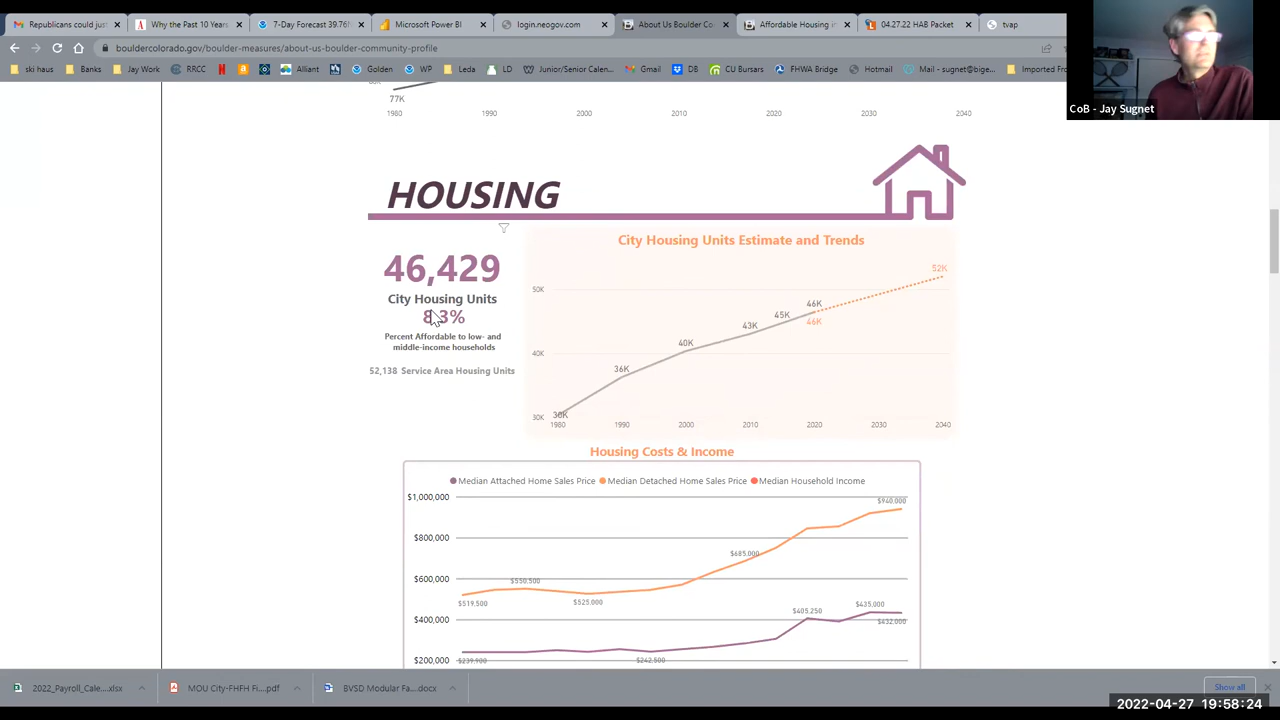 Republicans could just
Why the Past 10 Years
7-Day Forecast 39.76N
Microsoft Power BI
login.neogov.com
About Us Boulder Co
Affordable Housing in
04.27.22 HAB Packet
tvap
bouldercolorado.gov/boulder-measures/about-us-boulder-community-profile
ski haus
Banks
Jay Work
RRCC
Alliant
Golden
WP
Leda
LD
Junior/Senior Calen...
Gmail
DB
CU Bursars
FHWA Bridge
Hotmail
Mail - sugnet@bige...
Imported Fro
CoB - Jay Sugnet
77K
1980 1990 2000 2010 2020 2030 2040
HOUSING
46,429
City Housing Units
8.3%
Percent Affordable to low- and
middle-income households
52,138 Service Area Housing Units
City Housing Units Estimate and Trends
52K
50K
46K
45K
46K
43K
40K
40K
36K
30K
30K
1980 1990 2000 2010 2020 2030 2040
Housing Costs & Income
Median Attached Home Sales Price Median Detached Home Sales Price Median Household Income
$1,000,000
$940,000
$800,000
$685,000
$600,000
$550,500
$519,500
$525,000
$405,250
$435,000
$400,000
$432,000
$200,000
$239,900
$242,500
2022_Payroll_Cale....xlsx
MOU City-FHFH Fi....pdf
BVSD Modular Fa....docx
Show all
2022-04-27 19:58:24